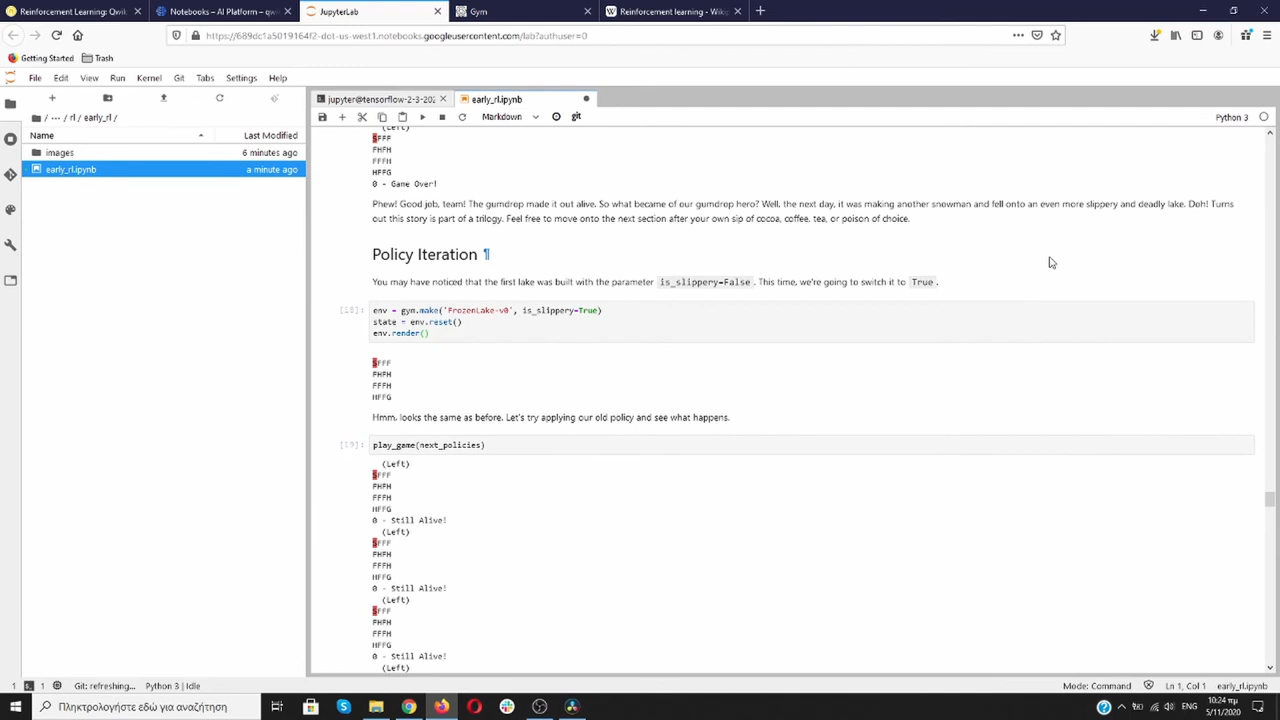 Reinforcement Learning: Qwik
Notebooks – AI Platform – qw
JupyterLab
Gym
Reinforcement learning - Wiki
https://689dc1a5019164f2-dot-us-west1.notebooks.googleusercontent.com/lab?authuser=0
Getting Started
Trash
File Edit View Run Kernel Git Tabs Settings Help
/ ··· / rl / early_rl /
Name Last Modified
images 6 minutes ago
early_rl.ipynb a minute ago
jupyter@tensorflow-2-3-202
early_rl.ipynb
Markdown
git
Python 3
(Left)
SFFF
FHFH
FFFH
HFFG
0 - Game Over!
Phew! Good job, team! The gumdrop made it out alive. So what became of our gumdrop hero? Well, the next day, it was making another snowman and fell onto an even more slippery and deadly lake. Doh! Turns
out this story is part of a trilogy. Feel free to move onto the next section after your own sip of cocoa, coffee, tea, or poison of choice.
Policy Iteration ¶
You may have noticed that the first lake was built with the parameter is_slippery=False. This time, we're going to switch it to True.
[18]: env = gym.make('FrozenLake-v0', is_slippery=True)
state = env.reset()
env.render()
SFFF
FHFH
FFFH
HFFG
Hmm, looks the same as before. Let's try applying our old policy and see what happens.
[19]: play_game(next_policies)
(Left)
SFFF
FHFH
FFFH
HFFG
0 - Still Alive!
(Left)
SFFF
FHFH
FFFH
HFFG
0 - Still Alive!
(Left)
SFFF
FHFH
FFFH
HFFG
0 - Still Alive!
(Left)
1 1 Git: refreshing... Python 3 | Idle
Mode: Command Ln 1, Col 1 early_rl.ipynb
Πληκτρολογήστε εδώ για αναζήτηση
ENG
10:24 πμ
5/11/2020